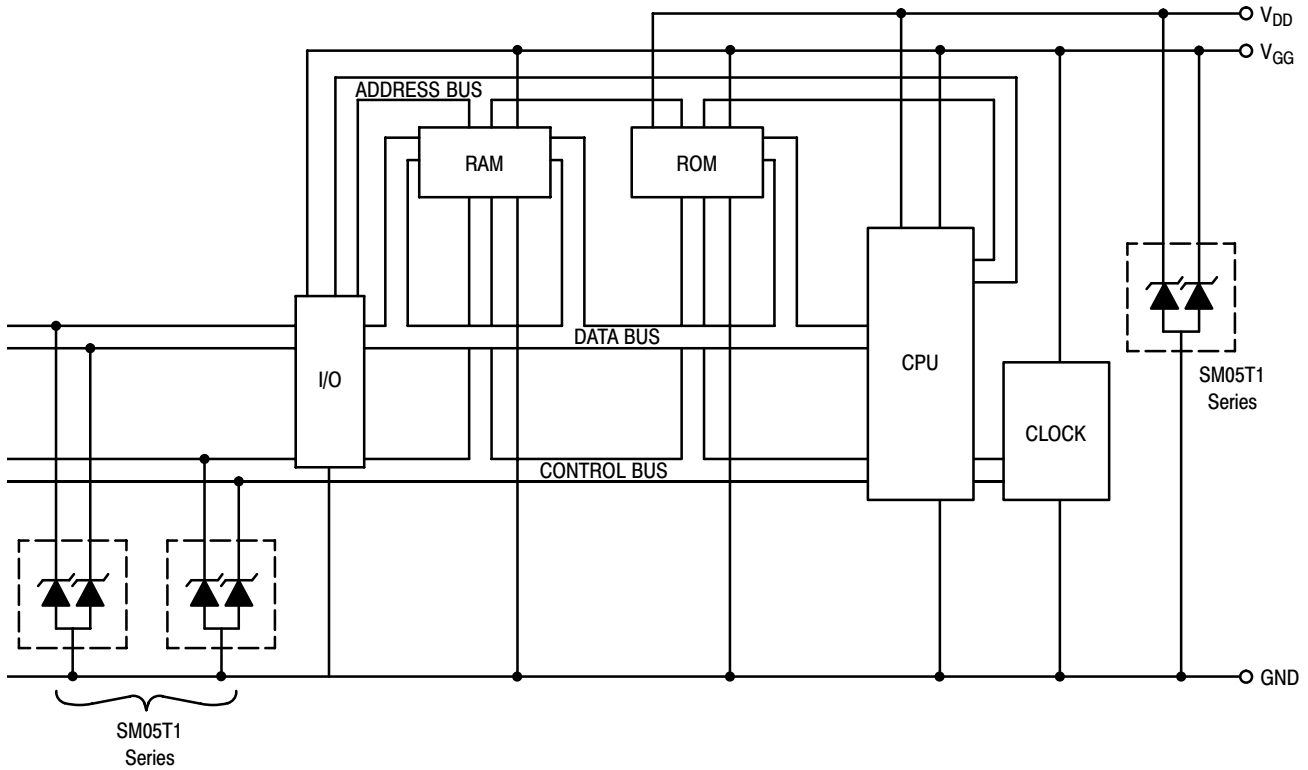 V_DD
V_GG
ADDRESS BUS
RAM
ROM
DATA BUS
I/O
CPU
SM05T1
Series
CLOCK
CONTROL BUS
GND
SM05T1
Series